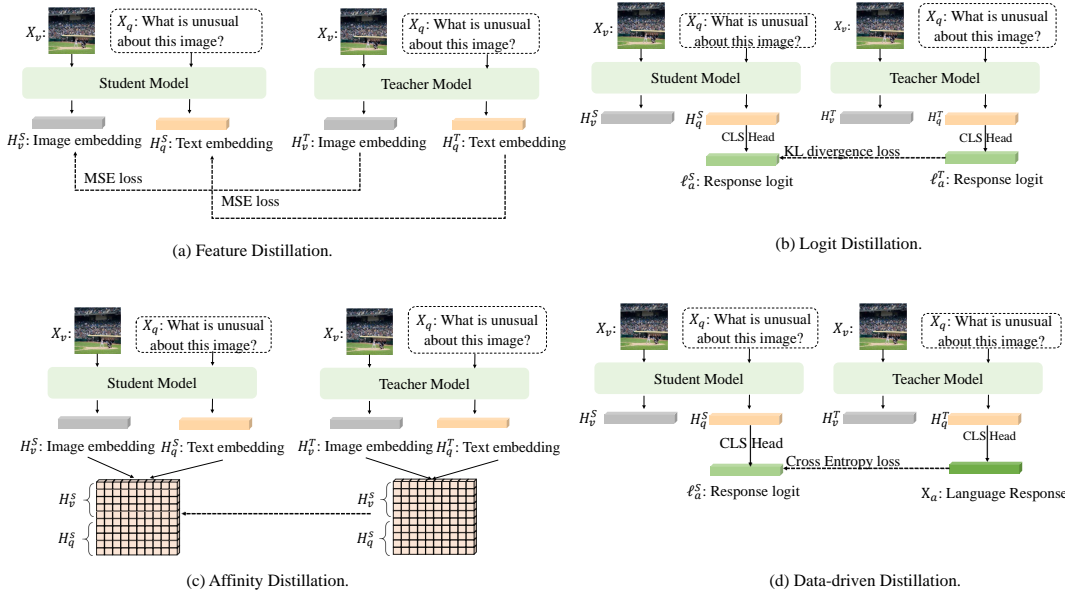 X_v:
X_q: What is unusual
about this image?
X_v:
X_q: What is unusual
about this image?
Student Model
Teacher Model
H_v^S: Image embedding
H_q^S: Text embedding
H_v^T: Image embedding
H_q^T: Text embedding
MSE loss
MSE loss
(a) Feature Distillation.
X_v:
X_q: What is unusual
about this image?
X_v:
X_q: What is unusual
about this image?
Student Model
Teacher Model
H_v^S
H_q^S
H_v^T
H_q^T
CLS Head
CLS Head
KL divergence loss
ℓ_a^S: Response logit
ℓ_a^T: Response logit
(b) Logit Distillation.
X_v:
X_q: What is unusual
about this image?
X_v:
X_q: What is unusual
about this image?
Student Model
Teacher Model
H_v^S: Image embedding
H_q^S: Text embedding
H_v^T: Image embedding
H_q^T: Text embedding
H_v^S
H_q^S
H_v^S
H_q^S
(c) Affinity Distillation.
X_v:
X_q: What is unusual
about this image?
X_v:
X_q: What is unusual
about this image?
Student Model
Teacher Model
H_v^S
H_q^S
H_v^T
H_q^T
CLS Head
CLS Head
Cross Entropy loss
ℓ_a^S: Response logit
X_a: Language Response
(d) Data-driven Distillation.